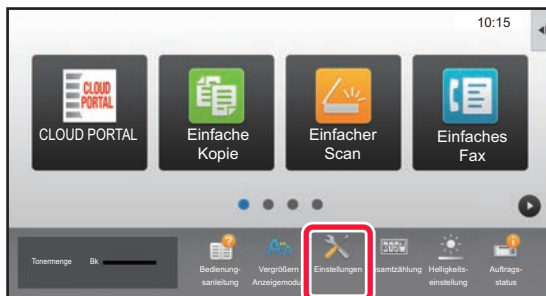 10:15
CLOUD
PORTAL
CLOUD PORTAL
Einfache
Kopie
Einfacher
Scan
Einfaches
Fax
Tonermenge Bk
Bedienung-
sanleitung
Vergrößern
Anzeigemodu
Einstellungen
samtzählung
Helligkeits-
einstellung
Auftrags-
status